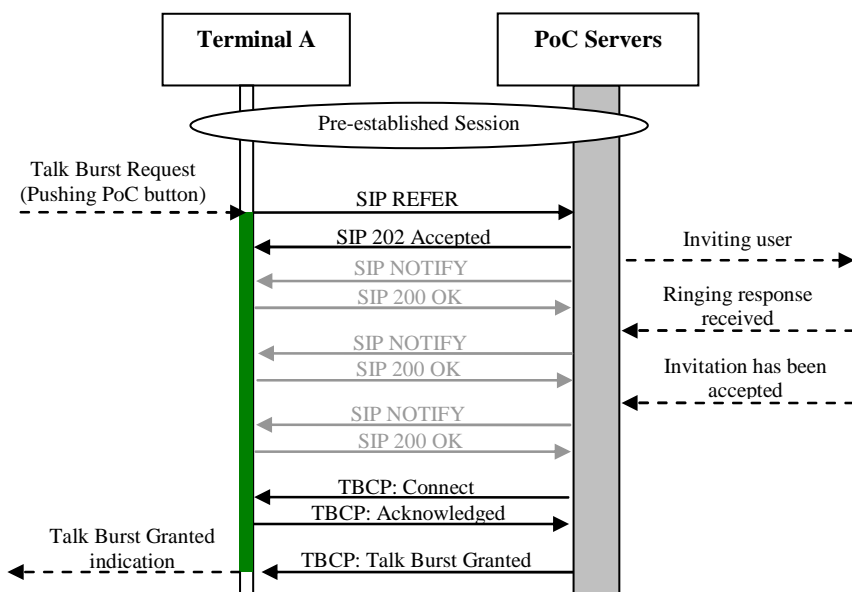 Terminal A
PoC Servers
Pre-established Session
Talk Burst Request
(Pushing PoC button)
SIP REFER
SIP 202 Accepted
Inviting user
SIP NOTIFY
SIP 200 OK
Ringing response
received
SIP NOTIFY
SIP 200 OK
Invitation has been
accepted
SIP NOTIFY
SIP 200 OK
TBCP: Connect
TBCP: Acknowledged
Talk Burst Granted
indication
TBCP: Talk Burst Granted